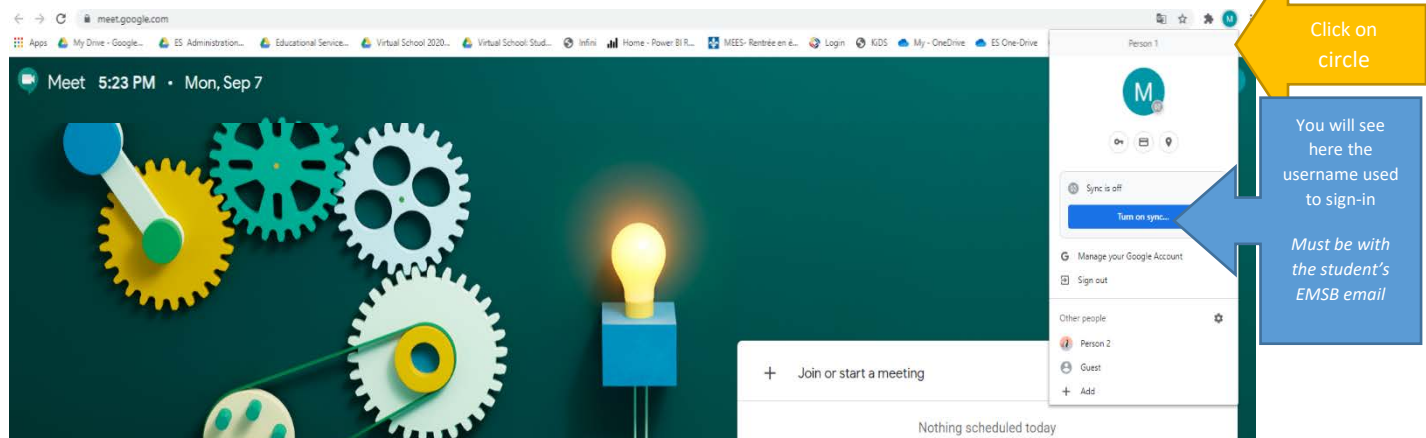 meet.google.com
M
Apps My Drive - Google... ES Administration... Educational Service... Virtual School 2020... Virtual School: Stud... Infini Home - Power BI R... MEES- Rentrée en é... Login KiDS My - OneDrive ES One-Drive
Meet 5:23 PM • Mon, Sep 7
Person 1
M
Sync is off
Turn on sync...
Manage your Google Account
Sign out
Other people
Person 2
Guest
+ Add
+ Join or start a meeting
Nothing scheduled today
Click on
circle
You will see
here the
username used
to sign-in
Must be with
the student's
EMSB email